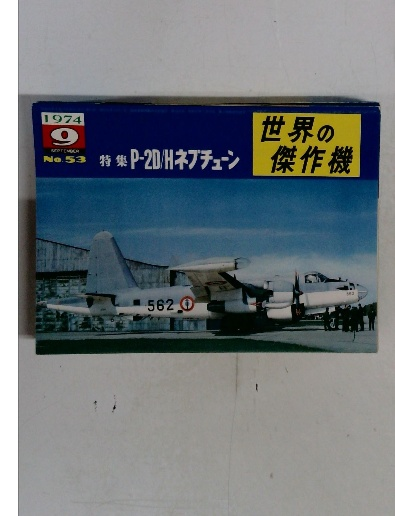 1974
9
SEPTEMBER
No.53
特集 P-2D/Hネプチューン
世界の
傑作機
562